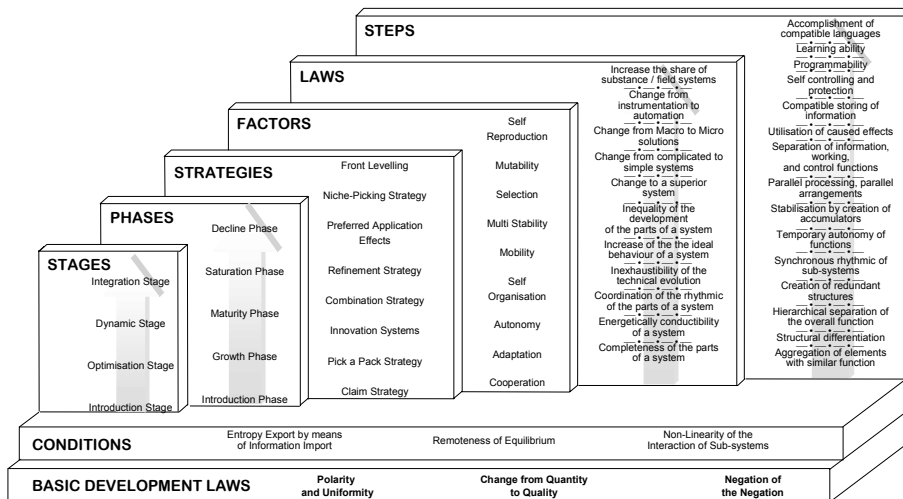 STEPS
Accomplishment of
compatible languages
Learning ability
Programmability
Self controlling and
protection
Compatible storing of
information
Utilisation of caused effects
Separation of information,
working,
and control functions
Parallel processing, parallel
arrangements
Stabilisation by creation of
accumulators
Temporary autonomy of
functions
Synchronous rhythmic of
sub-systems
Creation of redundant
structures
Hierarchical separation of
the overall function
Structural differentiation
Aggregation of elements
with similar function
LAWS
Increase the share of
substance / field systems
Change from
instrumentation to
automation
Change from Macro to Micro
solutions
Change from complicated to
simple systems
Change to a superior
system
Inequality of the
development
of the parts of a system
Increase of the the ideal
behaviour of a system
Inexhaustibility of the
technical evolution
Coordination of the rhythmic
of the parts of a system
Energetically conductibility
of a system
Completeness of the parts
of a system
FACTORS
Self
Reproduction
Mutability
Selection
Multi Stability
Mobility
Self
Organisation
Autonomy
Adaptation
Cooperation
STRATEGIES
Front Levelling
Niche-Picking Strategy
Preferred Application
Effects
Refinement Strategy
Combination Strategy
Innovation Systems
Pick a Pack Strategy
Claim Strategy
PHASES
Decline Phase
Saturation Phase
Maturity Phase
Growth Phase
Introduction Phase
STAGES
Integration Stage
Dynamic Stage
Optimisation Stage
Introduction Stage
CONDITIONS
Entropy Export by means
of Information Import
Remoteness of Equilibrium
Non-Linearity of the
Interaction of Sub-systems
BASIC DEVELOPMENT LAWS
Polarity
and Uniformity
Change from Quantity
to Quality
Negation of
the Negation